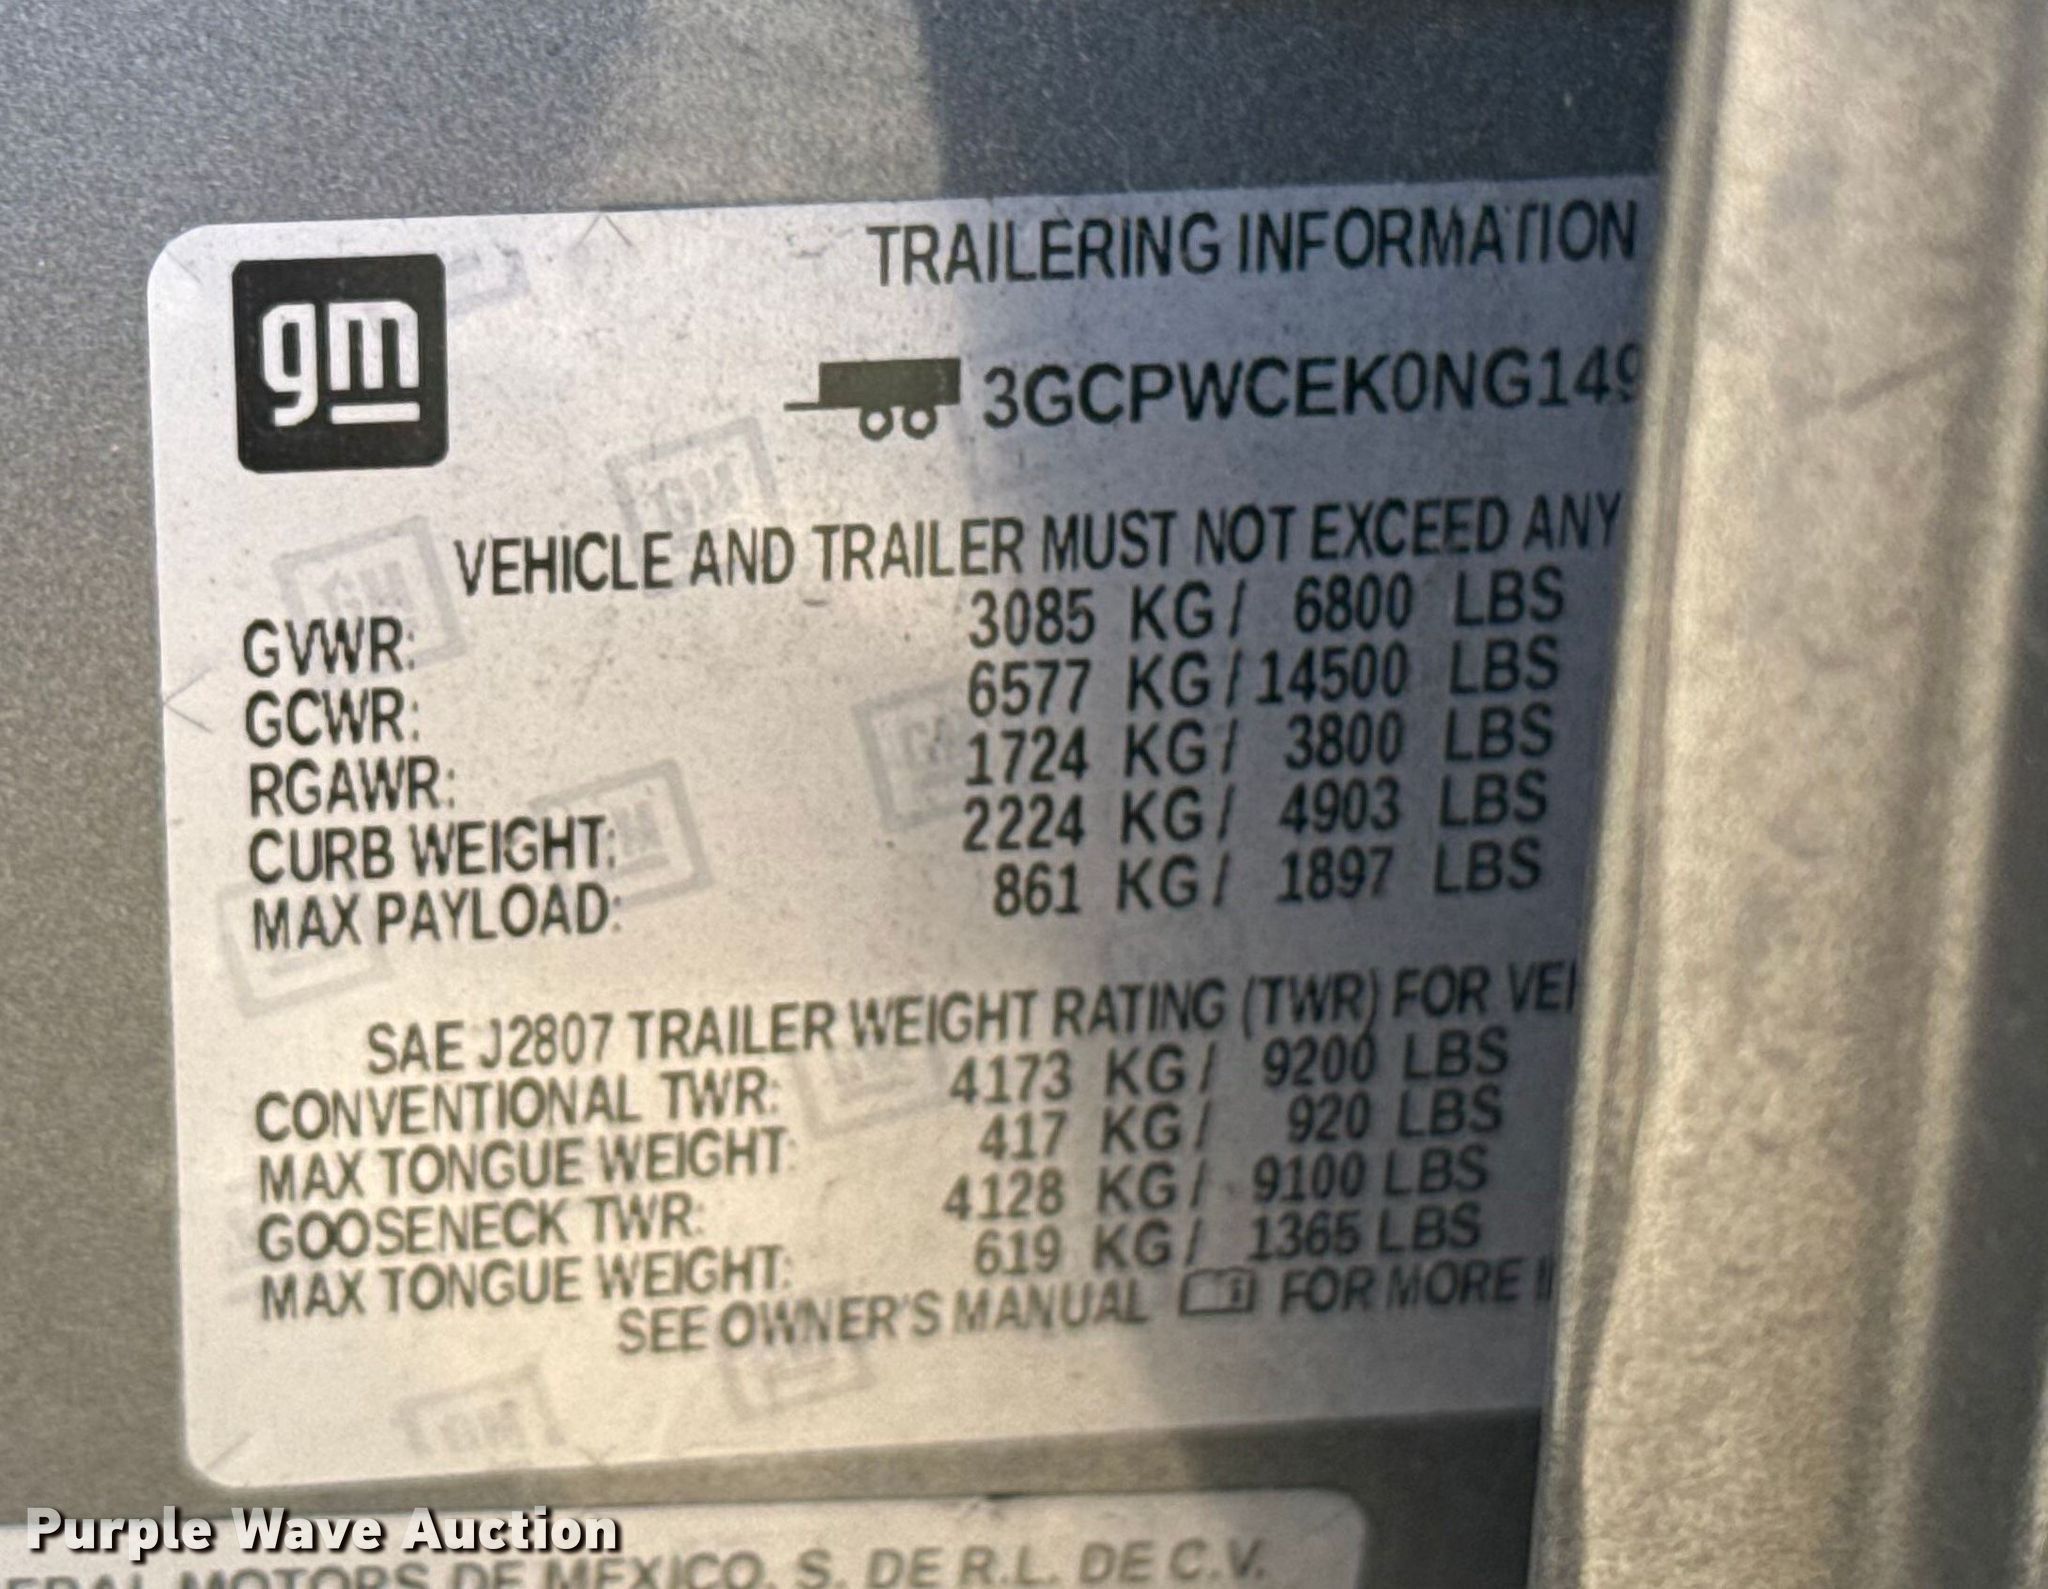 gm
TRAILERING INFORMATION
3GCPWCEK0NG149
VEHICLE AND TRAILER MUST NOT EXCEED ANY
GVWR: 3085 KG / 6800 LBS
GCWR: 6577 KG / 14500 LBS
RGAWR: 1724 KG / 3800 LBS
CURB WEIGHT: 2224 KG / 4903 LBS
MAX PAYLOAD: 861 KG / 1897 LBS
SAE J2807 TRAILER WEIGHT RATING (TWR) FOR
CONVENTIONAL TWR: 4173 KG / 9200 LBS
MAX TONGUE WEIGHT: 417 KG / 920 LBS
GOOSENECK TWR: 4128 KG / 9100 LBS
MAX TONGUE WEIGHT: 619 KG / 1365 LBS
SEE OWNER'S MANUAL FOR MORE
Purple Wave Auction
MOTORS DE MEXICO, S. DE R.L. DE C.V.